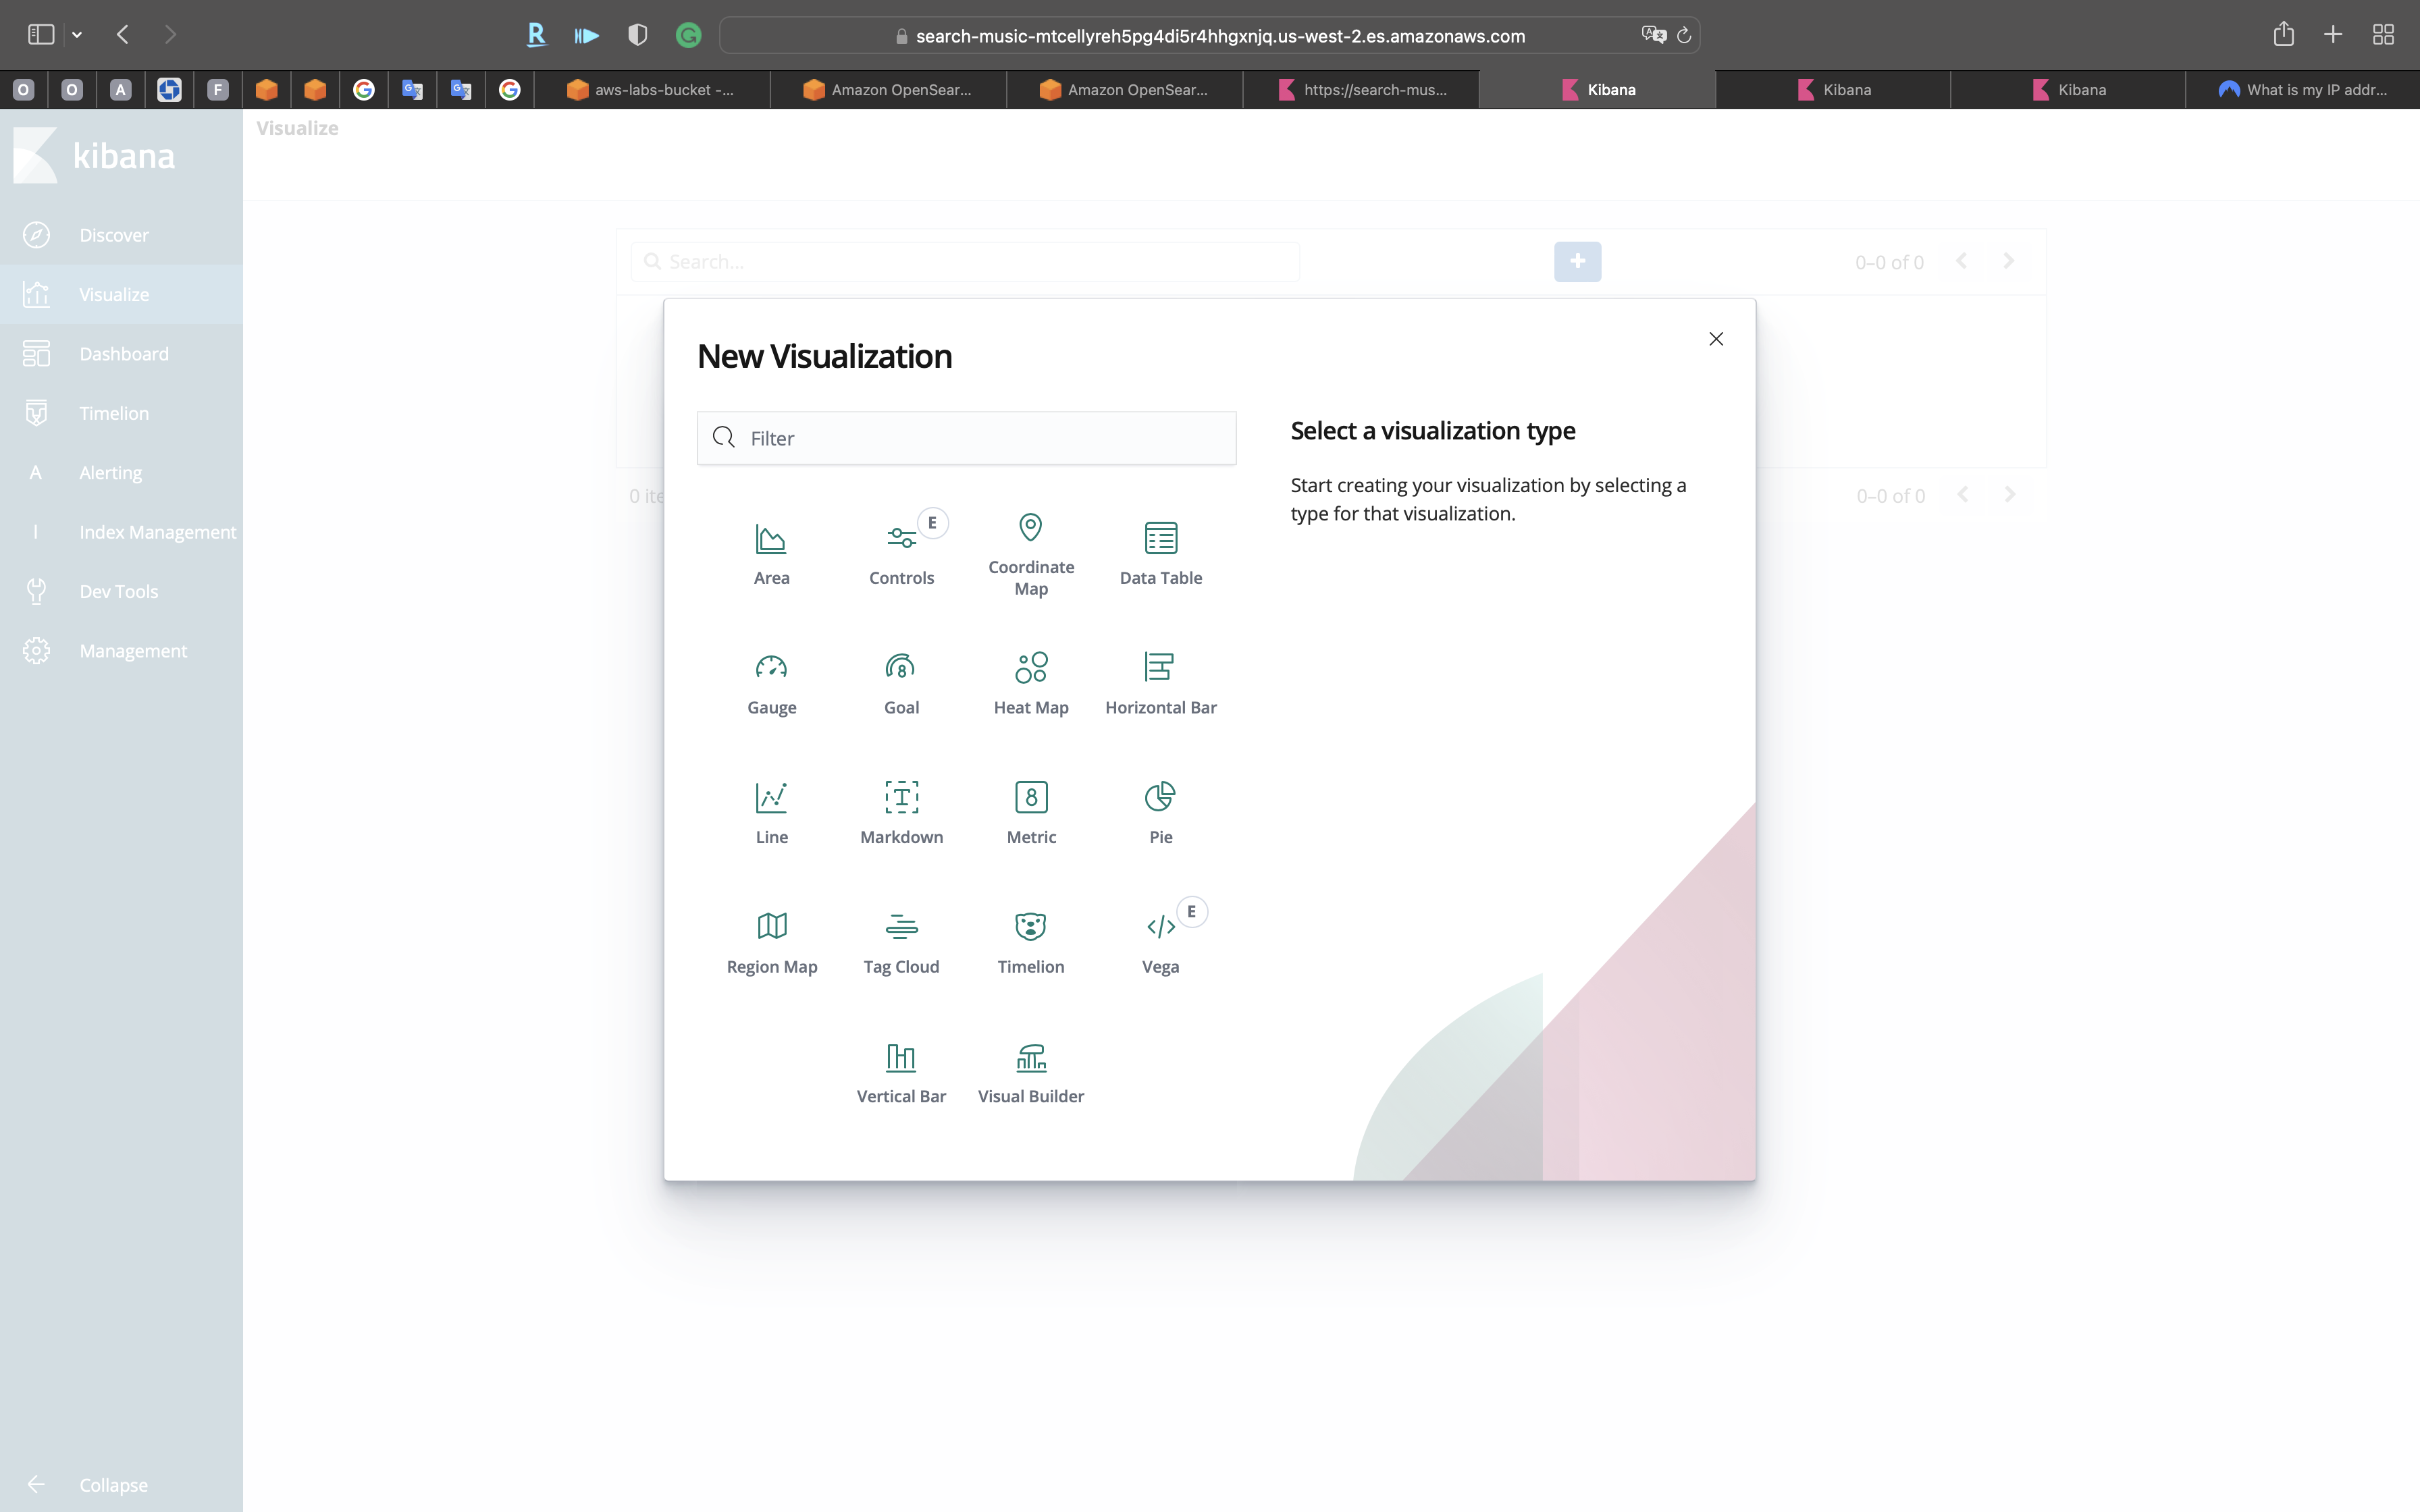 search-music-mtcellyreh5pg4di5r4hhgxnjq.us-west-2.es.amazonaws.com
O
O
A
F
aws-labs-bucket -...
Amazon OpenSear...
Amazon OpenSear...
https://search-mus...
Kibana
Kibana
Kibana
What is my IP addr...
kibana
Discover
Visualize
Dashboard
Timelion
A Alerting
I Index Management
Dev Tools
Management
Collapse
Visualize
Search...
+
0–0 of 0
0 ite
0–0 of 0
New Visualization
Filter
Area
Controls
E
Coordinate
Map
Data Table
Gauge
Goal
Heat Map
Horizontal Bar
Line
Markdown
Metric
Pie
Region Map
Tag Cloud
Timelion
Vega
E
Vertical Bar
Visual Builder
Select a visualization type
Start creating your visualization by selecting a
type for that visualization.